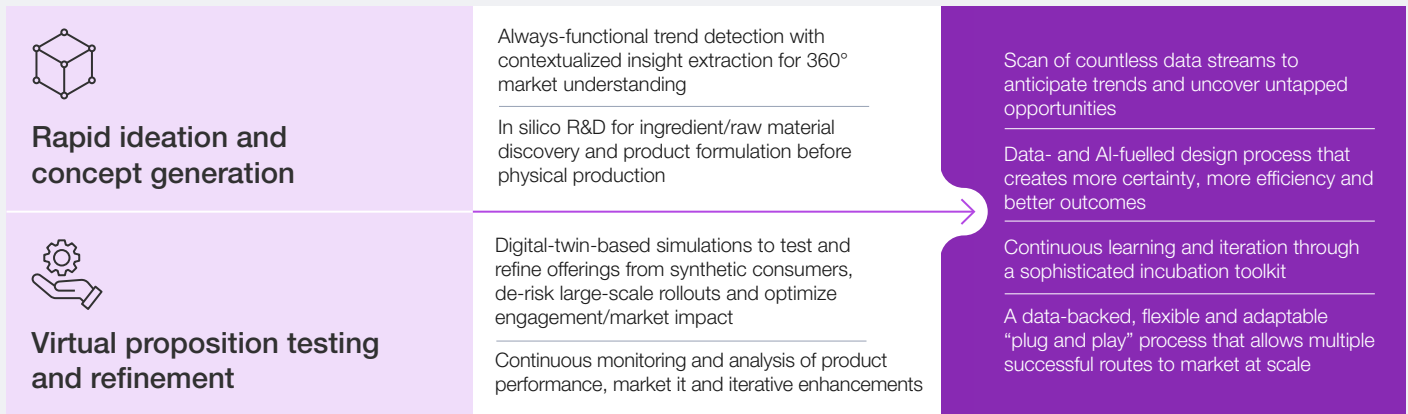 Rapid ideation and
concept generation
Always-functional trend detection with
contextualized insight extraction for 360°
market understanding
In silico R&D for ingredient/raw material
discovery and product formulation before
physical production
Virtual proposition testing
and refinement
Digital-twin-based simulations to test and
refine offerings from synthetic consumers,
de-risk large-scale rollouts and optimize
engagement/market impact
Continuous monitoring and analysis of product
performance, market it and iterative enhancements
Scan of countless data streams to
anticipate trends and uncover untapped
opportunities
Data- and AI-fuelled design process that
creates more certainty, more efficiency and
better outcomes
Continuous learning and iteration through
a sophisticated incubation toolkit
A data-backed, flexible and adaptable
“plug and play” process that allows multiple
successful routes to market at scale